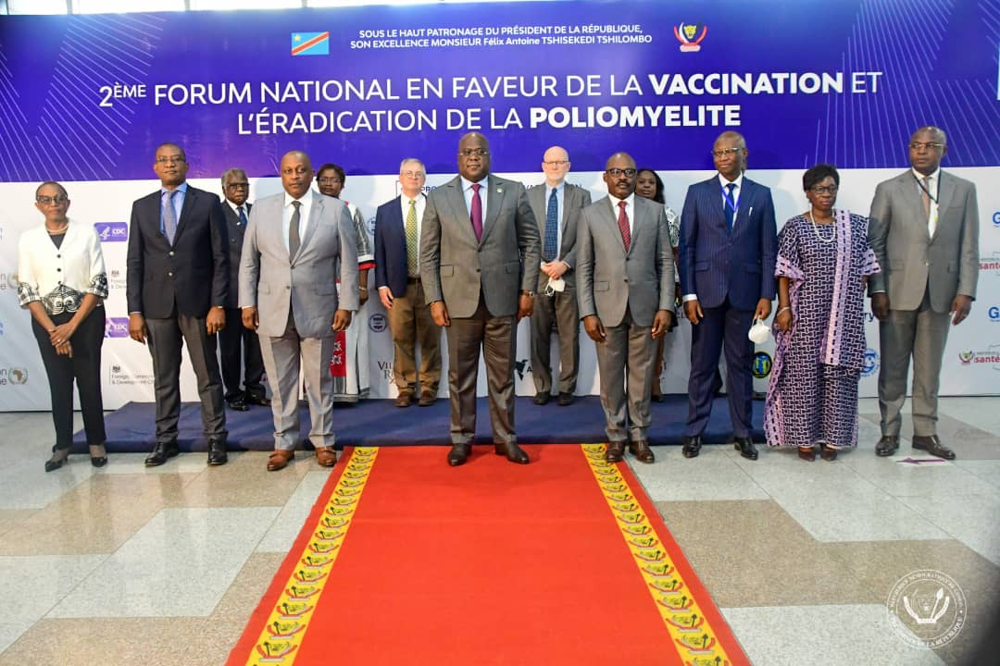 SOUS LE HAUT PATRONAGE DU PRÉSIDENT DE LA RÉPUBLIQUE,
SON EXCELLENCE MONSIEUR Félix Antoine TSHISEKEDI TSHILOMBO
2ÈME FORUM NATIONAL EN FAVEUR DE LA VACCINATION ET
L'ÉRADICATION DE LA POLIOMYELITE
CDC
CDC
santé
santé